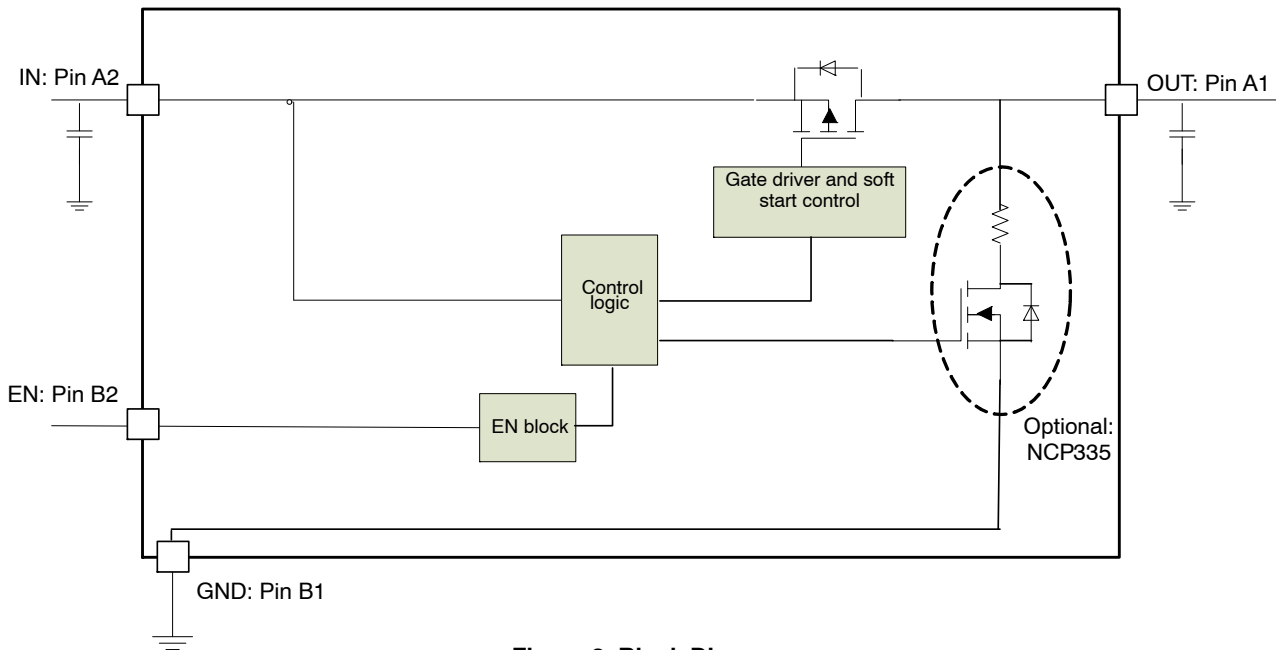 IN: Pin A2
OUT: Pin A1
Gate driver and soft
start control
Control
logic
EN: Pin B2
EN block
Optional:
NCP335
GND: Pin B1